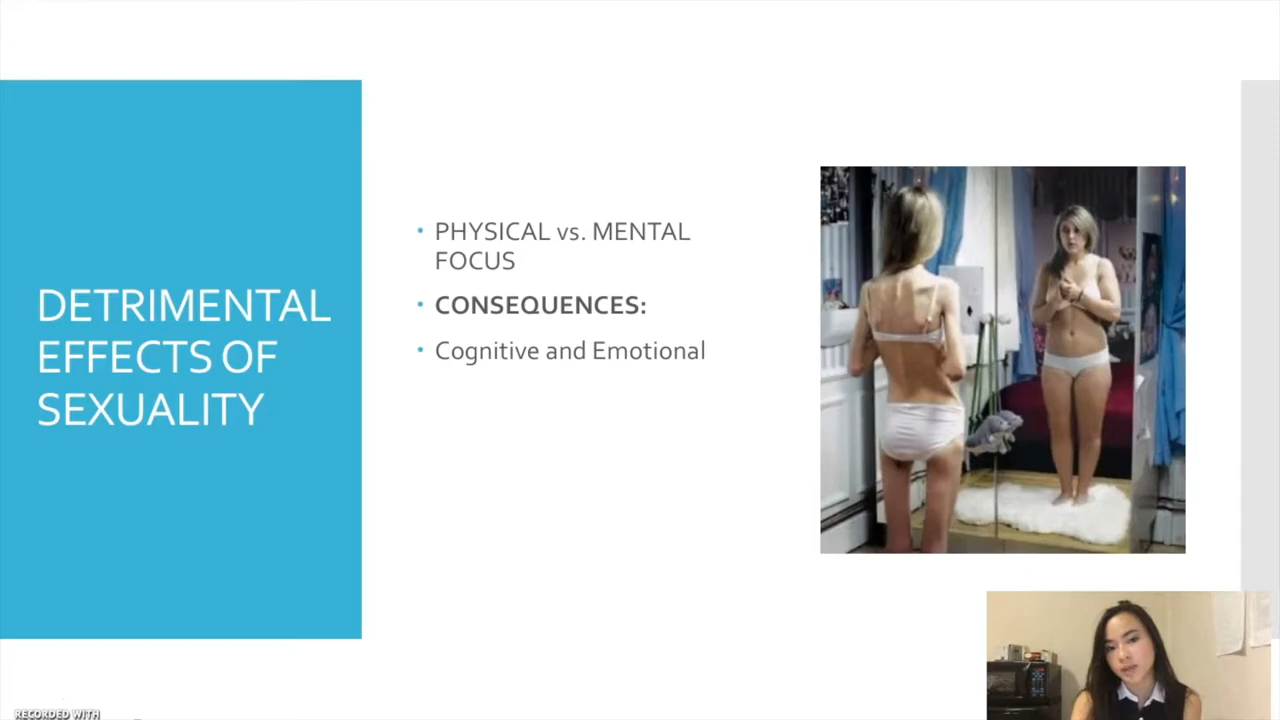 DETRIMENTAL
EFFECTS OF
SEXUALITY
• PHYSICAL vs. MENTAL
FOCUS
• CONSEQUENCES:
• Cognitive and Emotional
RECORDED WITH